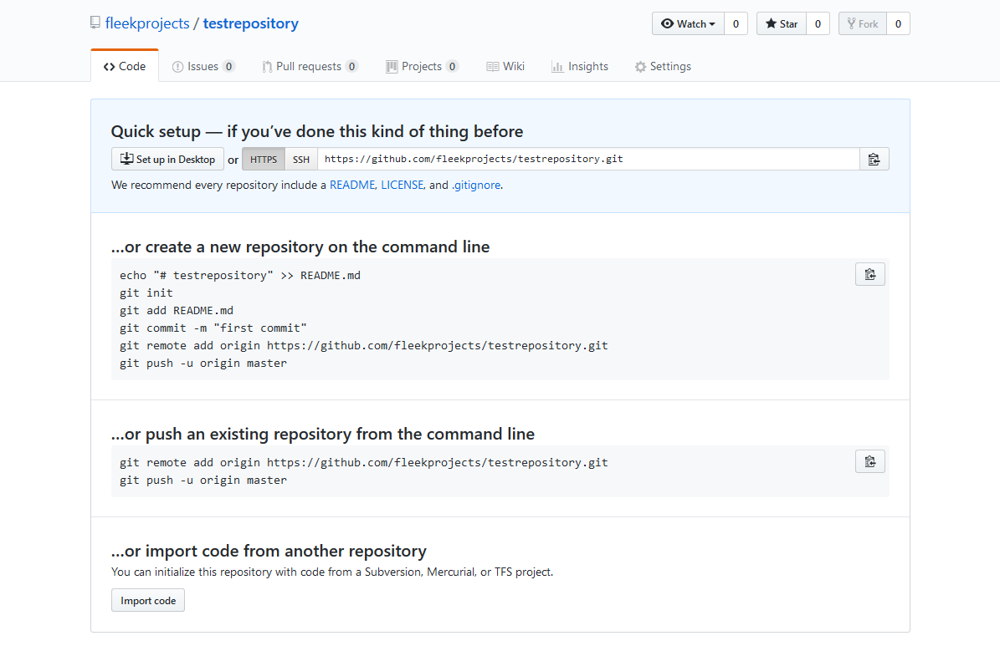 fleekprojects / testrepository
Watch 0 Star 0 Fork 0
Code Issues 0 Pull requests 0 Projects 0 Wiki Insights Settings
Quick setup — if you’ve done this kind of thing before
Set up in Desktop or HTTPS SSH https://github.com/fleekprojects/testrepository.git
We recommend every repository include a README, LICENSE, and .gitignore.
…or create a new repository on the command line
echo "# testrepository" >> README.md
git init
git add README.md
git commit -m "first commit"
git remote add origin https://github.com/fleekprojects/testrepository.git
git push -u origin master
…or push an existing repository from the command line
git remote add origin https://github.com/fleekprojects/testrepository.git
git push -u origin master
…or import code from another repository
You can initialize this repository with code from a Subversion, Mercurial, or TFS project.
Import code